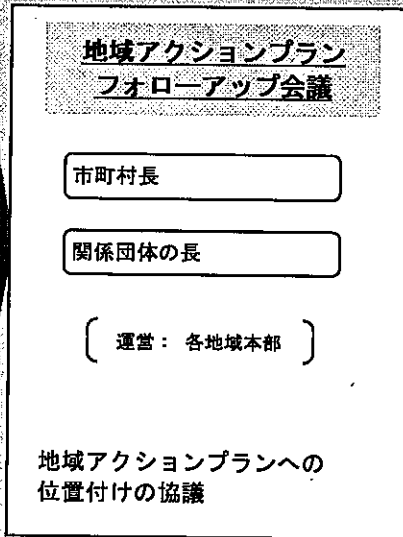 地域アクションプラン
フォローアップ会議
市町村長
関係団体の長
運営： 各地域本部
地域アクションプランへの
位置付けの協議